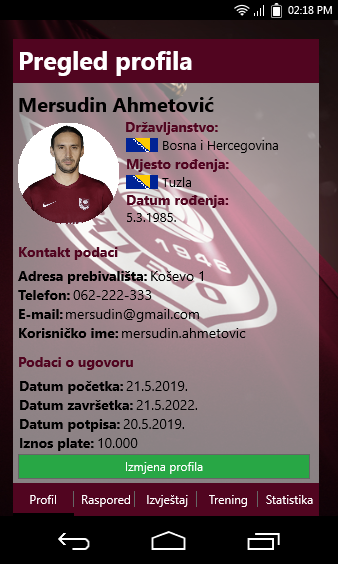 02:18 PM
Pregled profila
Mersudin Ahmetović
Državljanstvo:
Bosna i Hercegovina
Mjesto rođenja:
Tuzla
Datum rođenja:
5.3.1985.
1946
Kontakt podaci
Adresa prebivališta: Koševo 1
Telefon: 062-222-333
E-mail: mersudin@gmail.com
Korisničko ime: mersudin.ahmetovic
Podaci o ugovoru
Datum početka: 21.5.2019.
Datum završetka: 21.5.2022.
Datum potpisa: 20.5.2019.
Iznos plate: 10.000
Izmjena profila
Profil Raspored Izvještaj Trening Statistika